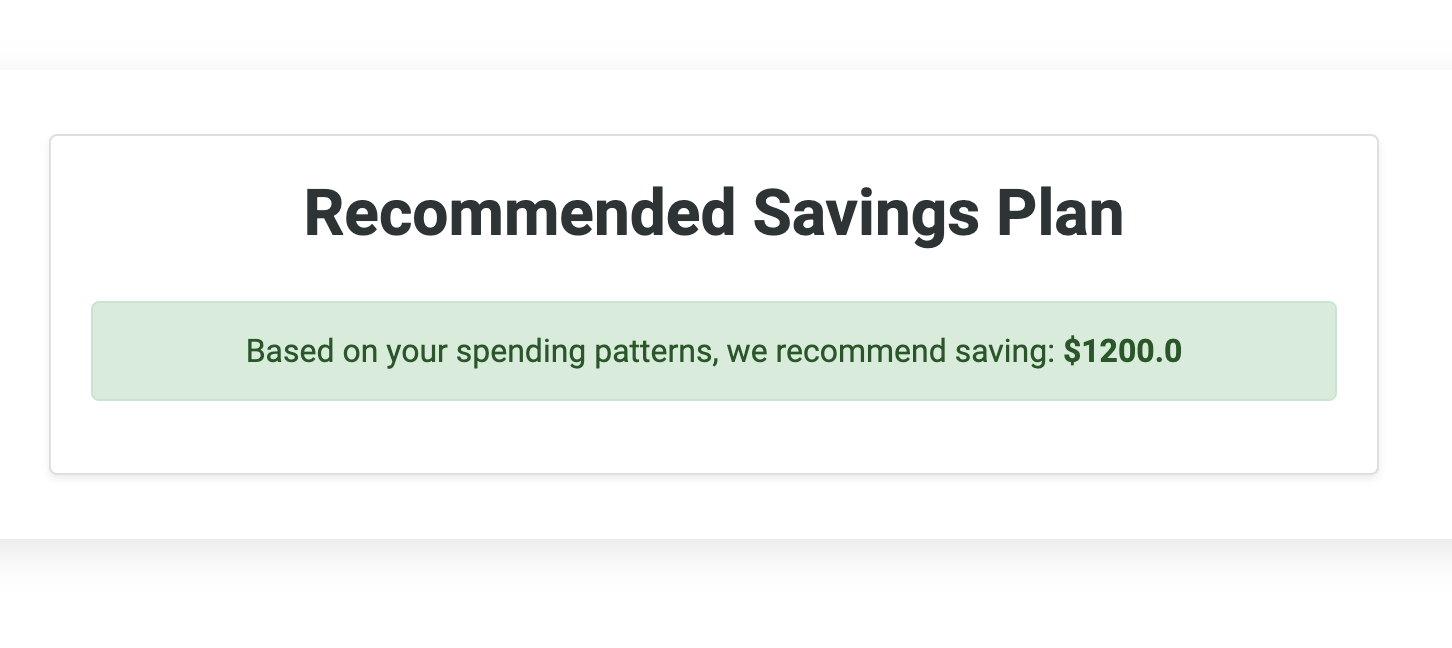 Recommended Savings Plan
Based on your spending patterns, we recommend saving: $1200.0